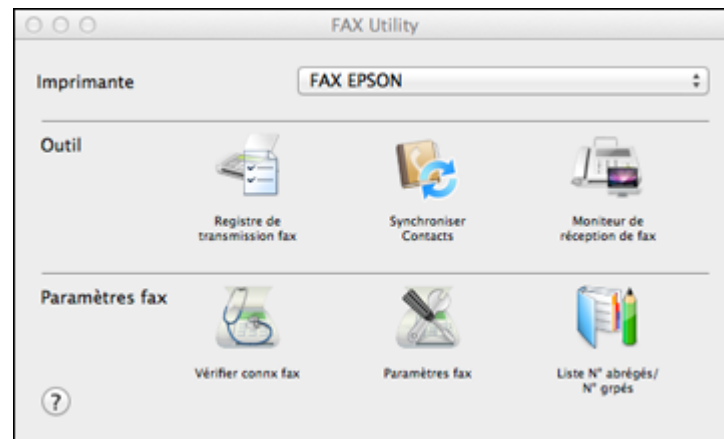 FAX Utility
Imprimante
FAX EPSON
Outil
Registre de
transmission fax
Synchroniser
Contacts
Moniteur de
réception de fax
Paramètres fax
Vérifier connx fax
Paramètres fax
Liste N° abrégés/
N° grpés
?